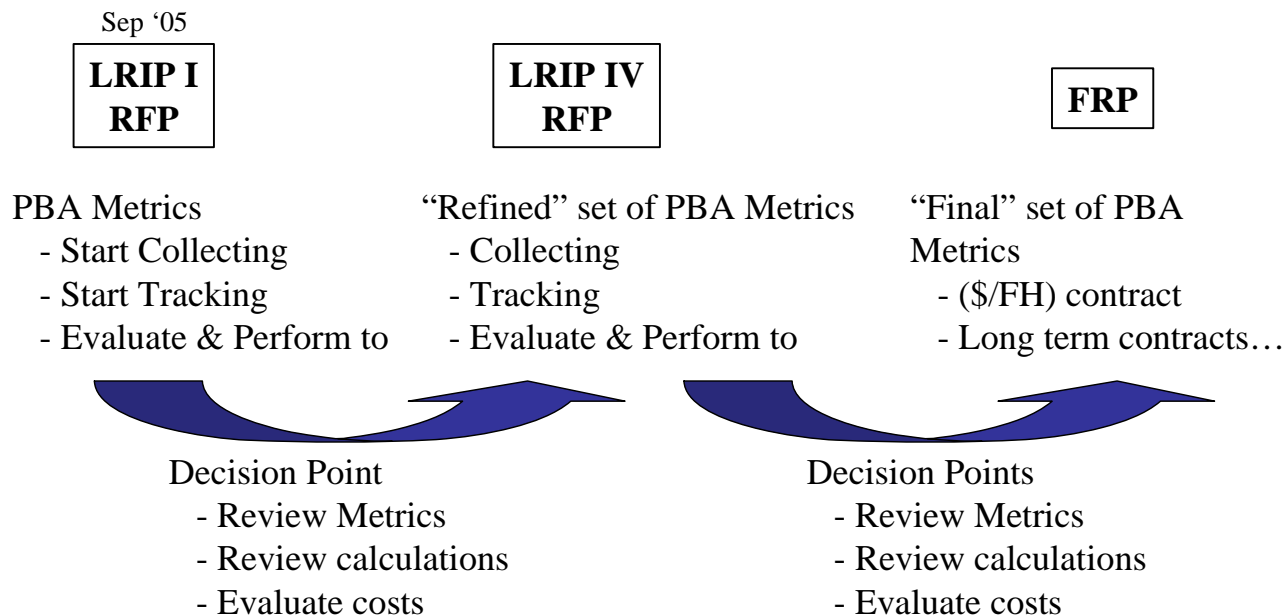 Sep ‘05
LRIP I
RFP
LRIP IV
RFP
FRP
PBA Metrics
- Start Collecting
- Start Tracking
- Evaluate & Perform to
“Refined” set of PBA Metrics
- Collecting
- Tracking
- Evaluate & Perform to
“Final” set of PBA
Metrics
- ($/FH) contract
- Long term contracts…
Decision Point
- Review Metrics
- Review calculations
- Evaluate costs
Decision Points
- Review Metrics
- Review calculations
- Evaluate costs